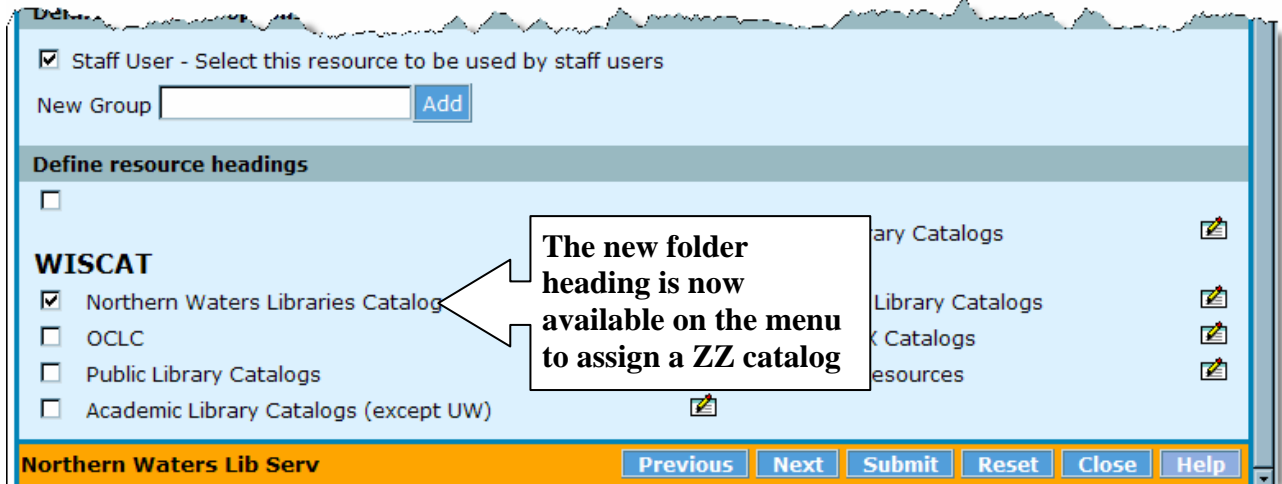 Staff User - Select this resource to be used by staff users
New Group Add
Define resource headings
WISCAT
Northern Waters Libraries Catalog
OCLC
Public Library Catalogs
Academic Library Catalogs (except UW)
The new folder
heading is now
available on the menu
to assign a ZZ catalog
Catalogs
Library Catalogs
Catalogs
Northern Waters Lib Serv Previous Next Submit Reset Close Help